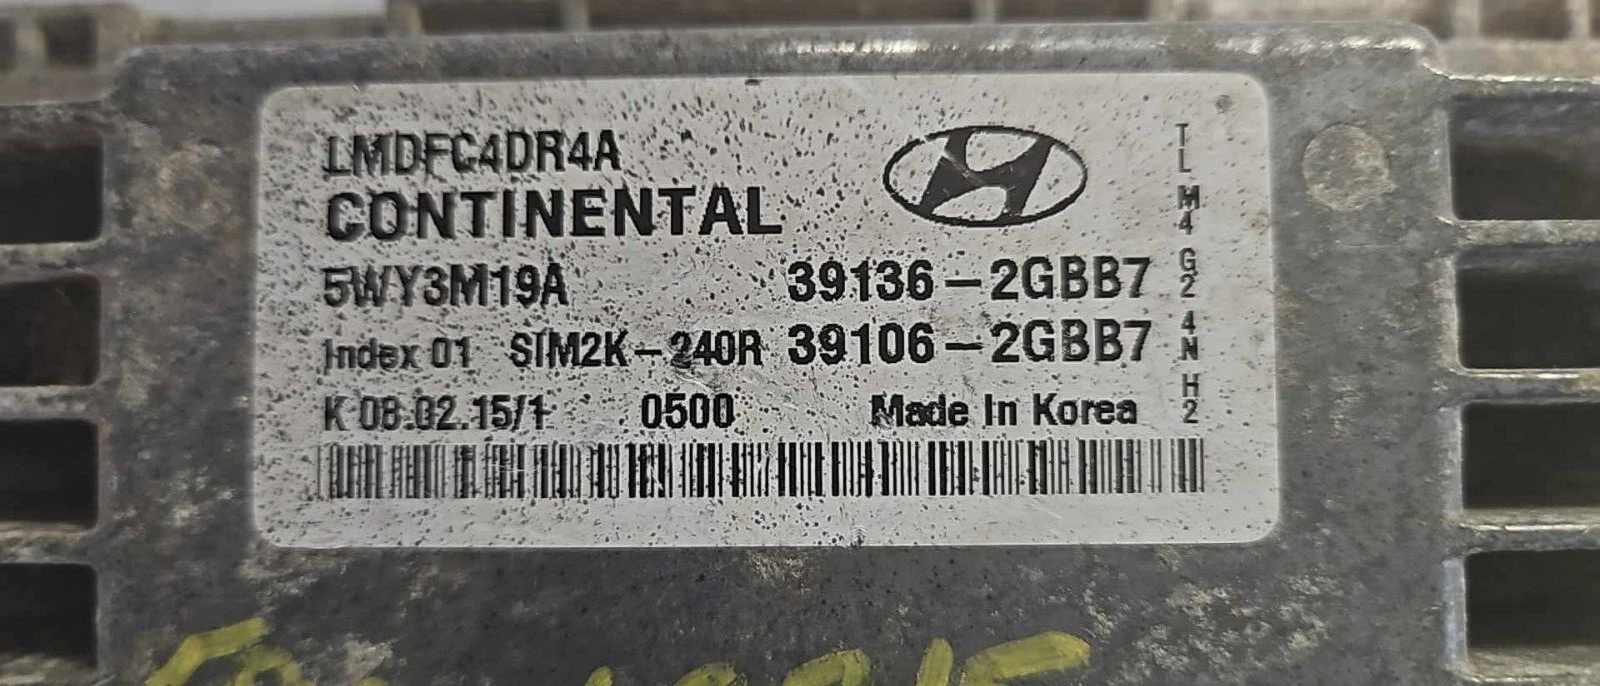 LMDFC4DR4A
CONTINENTAL
5WY3M19A 39136-2GBB7
Index 01 SIM2K-240R 39106-2GBB7
K 08.02.15/1 0500 Made In Korea
TL M4 G2 4N H2